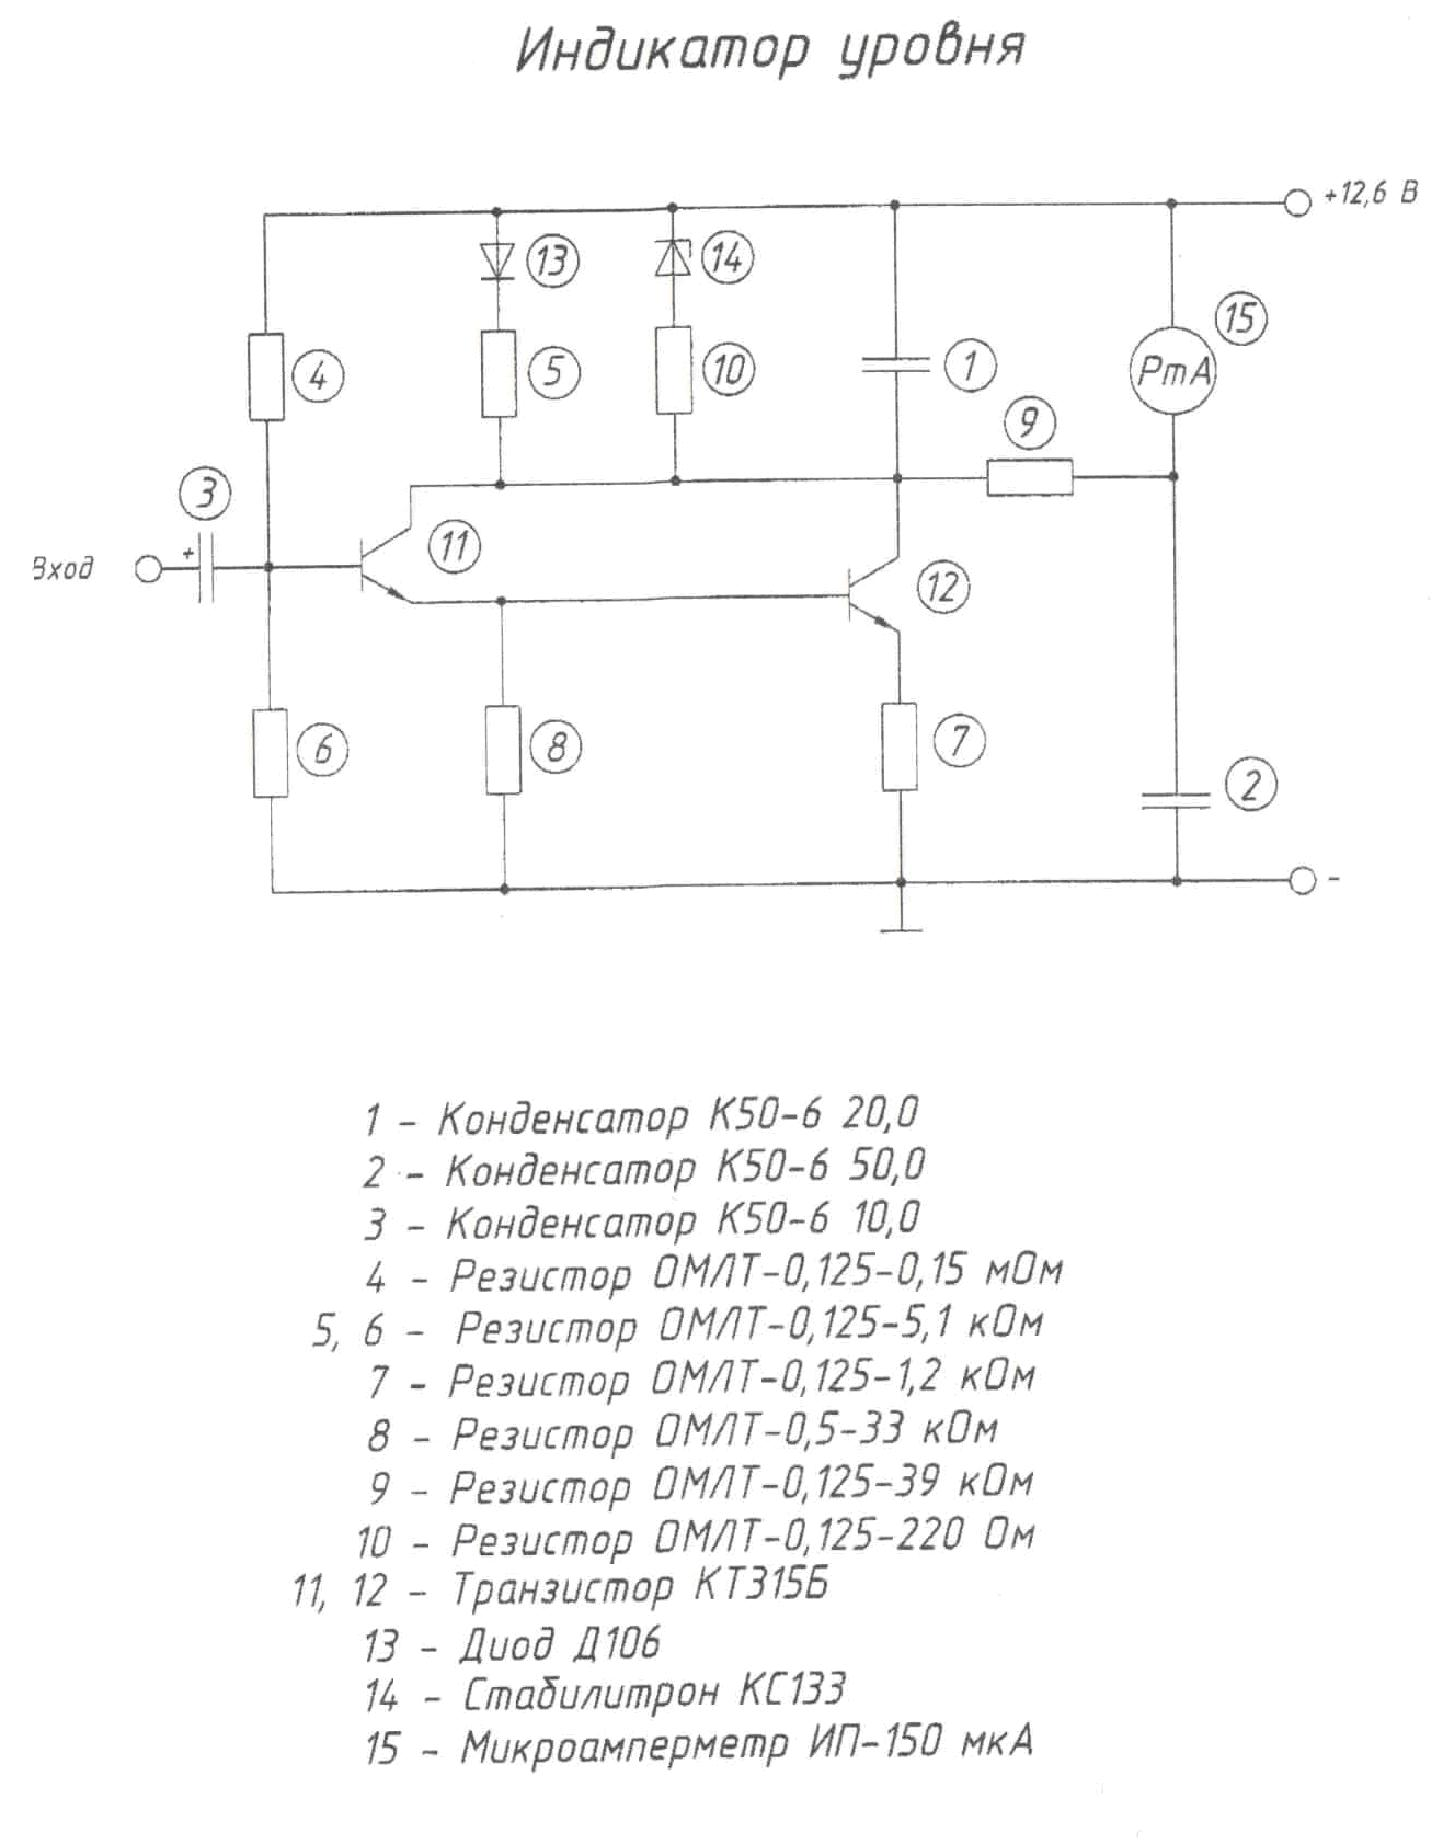 Индикатор уровня
+12,6 В
13
14
15
РmА
4
5
10
1
9
3
+
Вход
11
12
6
8
7
2
-
1 - Конденсатор К50-6 20,0
2 - Конденсатор К50-6 50,0
3 - Конденсатор К50-6 10,0
4 - Резистор ОМЛТ-0,125-0,15 мОм
5, 6 - Резистор ОМЛТ-0,125-5,1 кОм
7 - Резистор ОМЛТ-0,125-1,2 кОм
8 - Резистор ОМЛТ-0,5-33 кОм
9 - Резистор ОМЛТ-0,125-39 кОм
10 - Резистор ОМЛТ-0,125-220 Ом
11, 12 - Транзистор КТ315Б
13 - Диод Д106
14 - Стабилитрон КС133
15 - Микроамперметр ИП-150 мкА